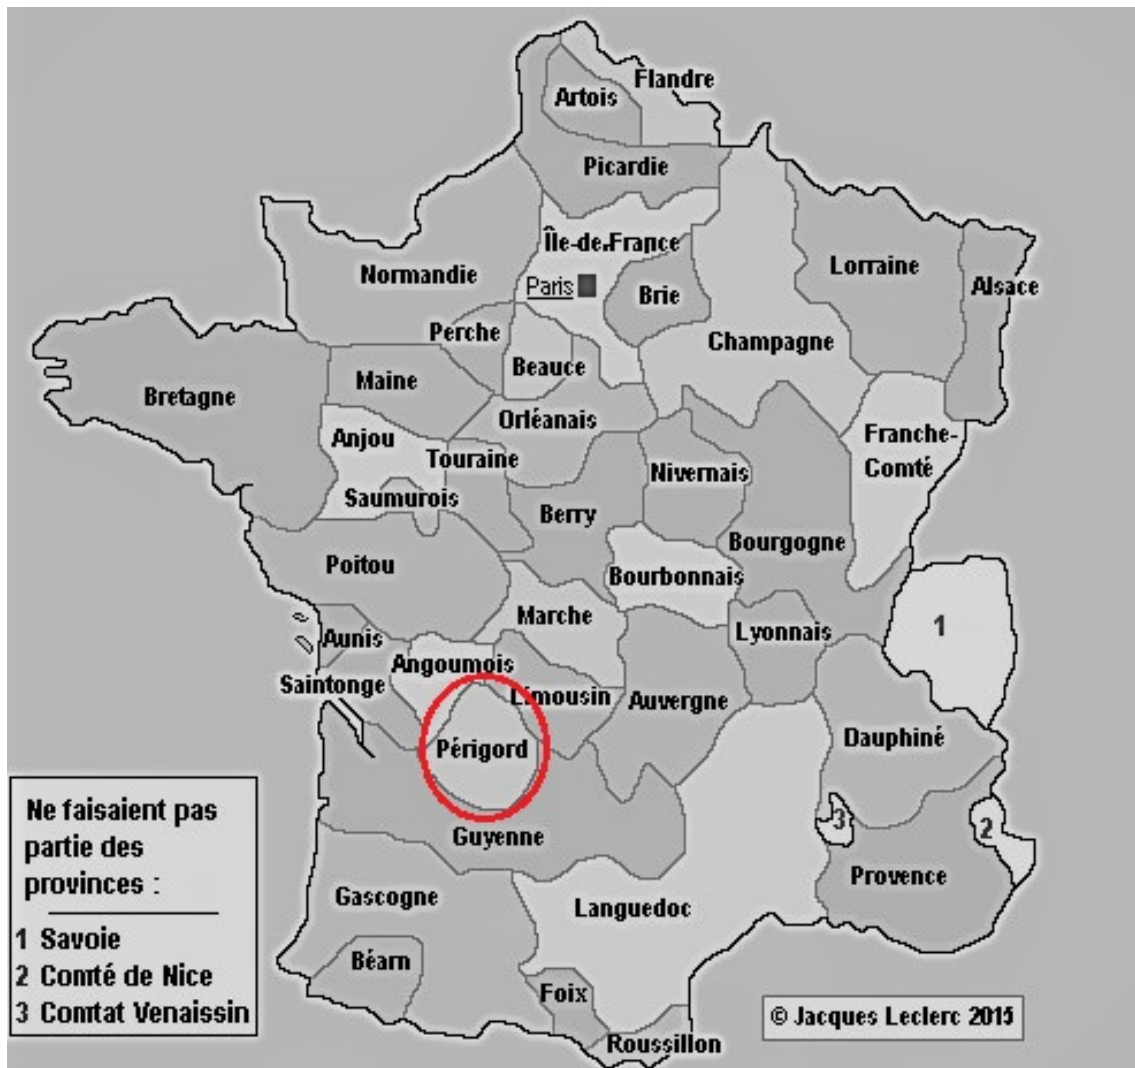 Flandre
Artois
Picardie
Île-de-France
Normandie
Paris
Brie
Lorraine
Alsace
Perche
Champagne
Beauce
Maine
Bretagne
Orléanais
Anjou
Franche-
Comté
Touraine
Nivernais
Saumurois
Berry
Bourgogne
Poitou
Bourbonnais
Marche
1
Lyonnais
Aunis
Angoumois
Saintonge
Limousin
Auvergne
Périgord
Dauphiné
3
2
Guyenne
Provence
Gascogne
Languedoc
Béarn
Foix
Roussillon
Ne faisaient pas
partie des
provinces :
1 Savoie
2 Comté de Nice
3 Comtat Venaissin
© Jacques Leclerc 2015